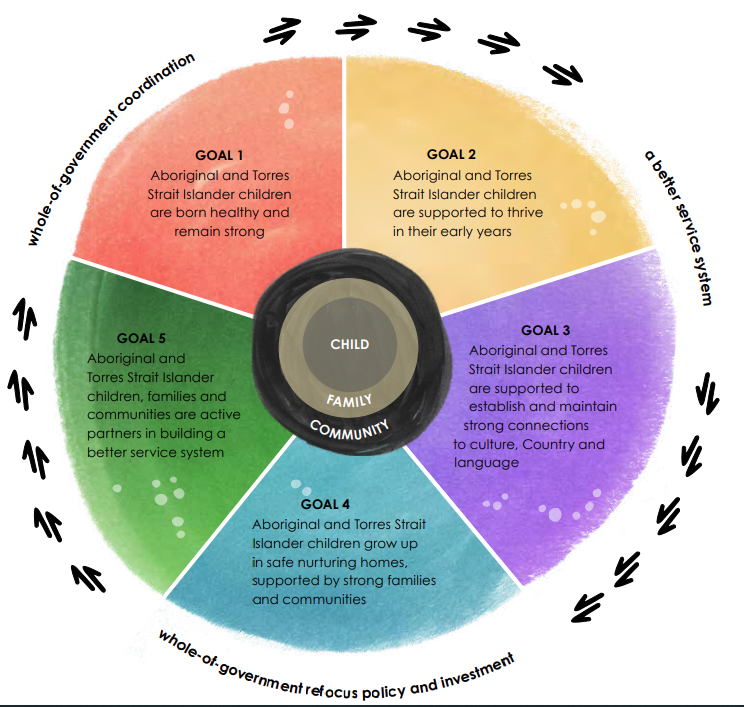 whole-of-government coordination
a better service system
GOAL 1
Aboriginal and Torres
Strait Islander children
are born healthy and
remain strong
GOAL 2
Aboriginal and Torres
Strait Islander children
are supported to thrive
in their early years
GOAL 3
Aboriginal and Torres
Strait Islander children
are supported to
establish and maintain
strong connections
to culture, Country and
language
GOAL 5
Aboriginal and
Torres Strait Islander
children, families and
communities are active
partners in building a
better service system
CHILD
FAMILY
COMMUNITY
GOAL 4
Aboriginal and Torres Strait
Islander children grow up
in safe nurturing homes,
supported by strong families
and communities
whole-of-government refocus policy and investment